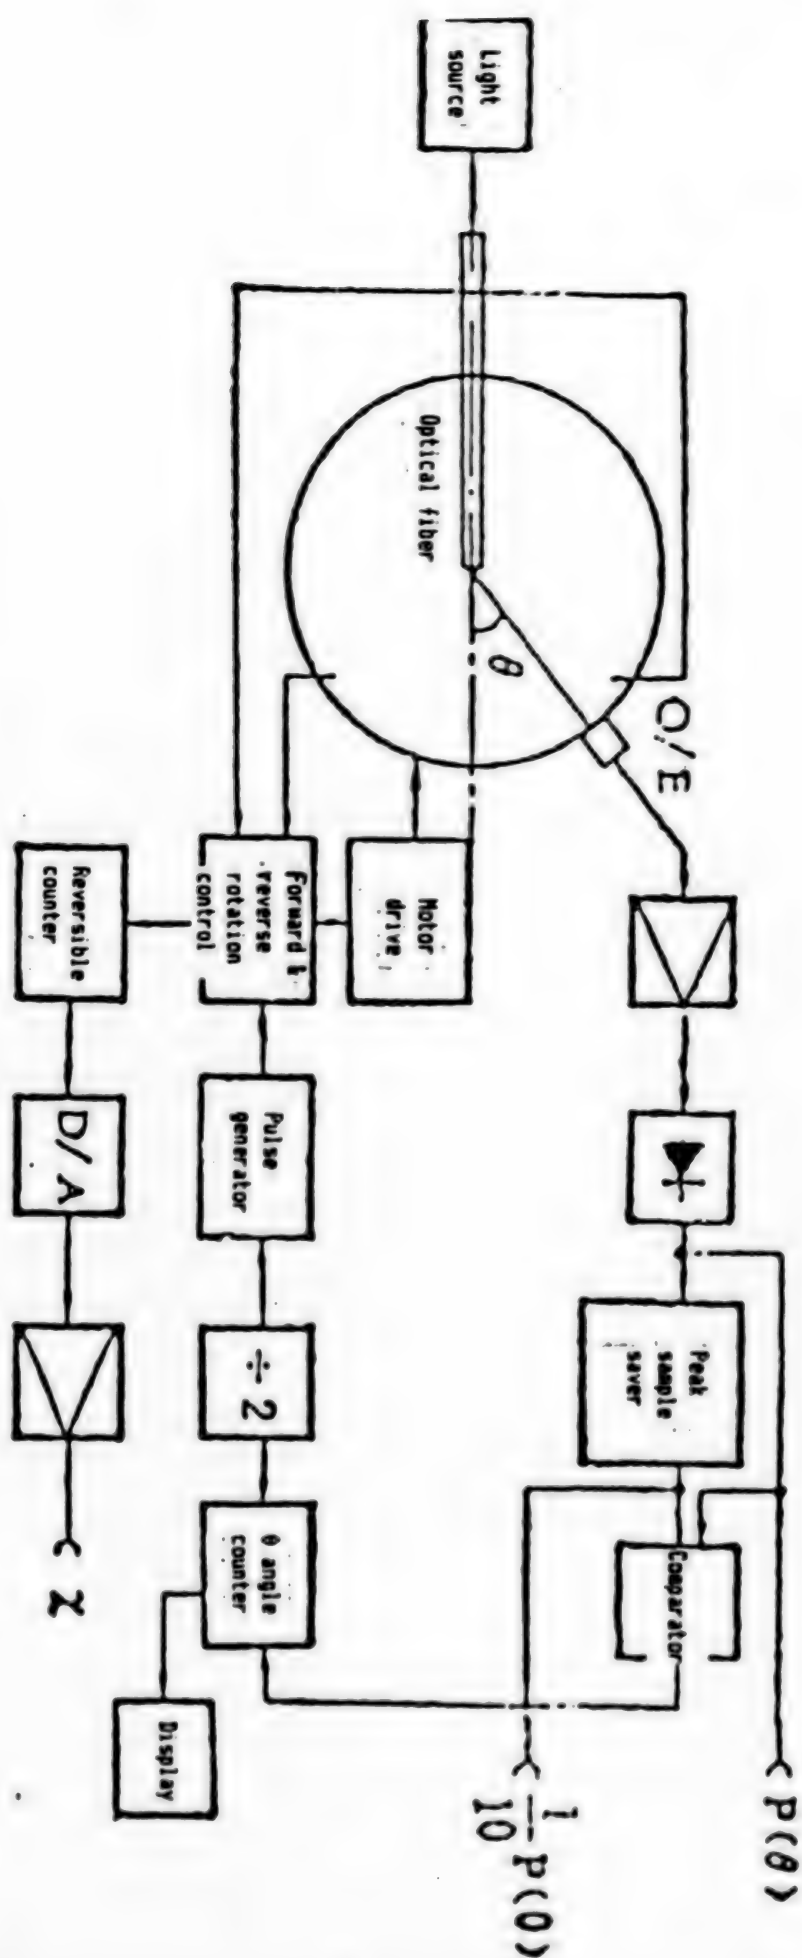 Light
source
Optical fiber
θ
O/E
Peak
sample
saver
Comparator
P(θ)
1/10 P(0)
Motor
drive
Forward &
reverse
rotation
control
Pulse
generator
÷ 2
θ angle
counter
Display
Reversible
counter
D/A
χ